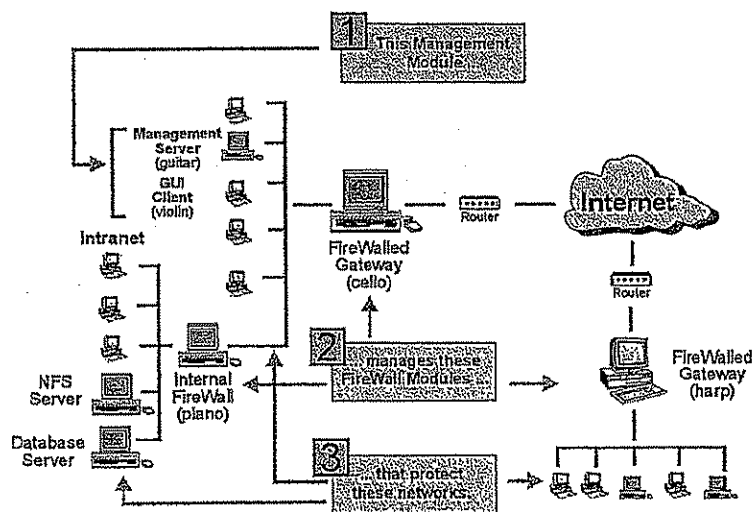 1
This Management
Module...
Management
Server
(guitar)
GUI
Client
(violin)
Intranet
FireWalled
Gateway
(cello)
Router
Internet
Router
2
... manages these
FireWall Modules ...
FireWalled
Gateway
(harp)
Internal
FireWall
(piano)
NFS
Server
Database
Server
3
... that protect
these networks.